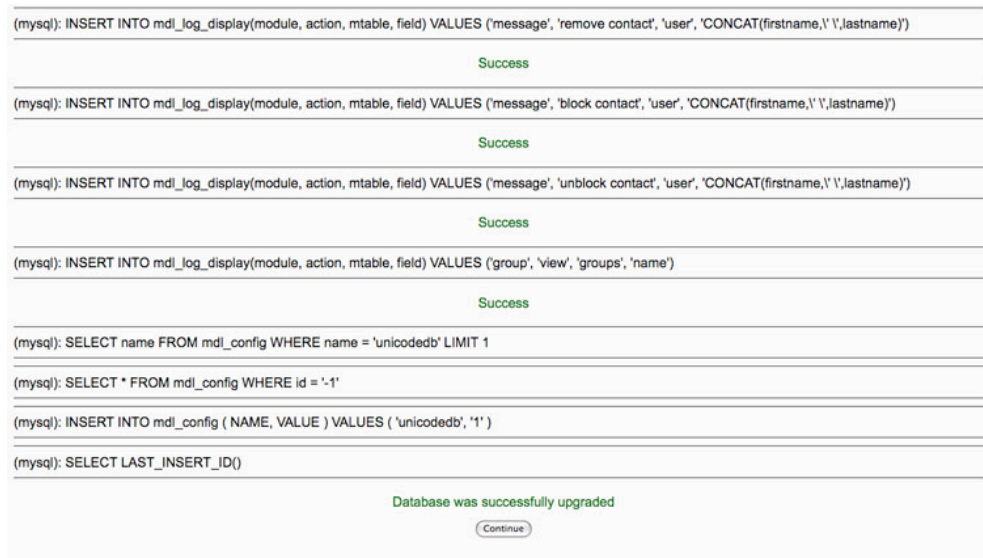 (mysql): INSERT INTO mdl_log_display(module, action, mtable, field) VALUES ('message', 'remove contact', 'user', 'CONCAT(firstname,\' \',lastname)')
Success
(mysql): INSERT INTO mdl_log_display(module, action, mtable, field) VALUES ('message', 'block contact', 'user', 'CONCAT(firstname,\' \',lastname)')
Success
(mysql): INSERT INTO mdl_log_display(module, action, mtable, field) VALUES ('message', 'unblock contact', 'user', 'CONCAT(firstname,\' \',lastname)')
Success
(mysql): INSERT INTO mdl_log_display(module, action, mtable, field) VALUES ('group', 'view', 'groups', 'name')
Success
(mysql): SELECT name FROM mdl_config WHERE name = 'unicodedb' LIMIT 1
(mysql): SELECT * FROM mdl_config WHERE id = '-1'
(mysql): INSERT INTO mdl_config ( NAME, VALUE ) VALUES ( 'unicodedb', '1' )
(mysql): SELECT LAST_INSERT_ID()
Database was successfully upgraded
Continue